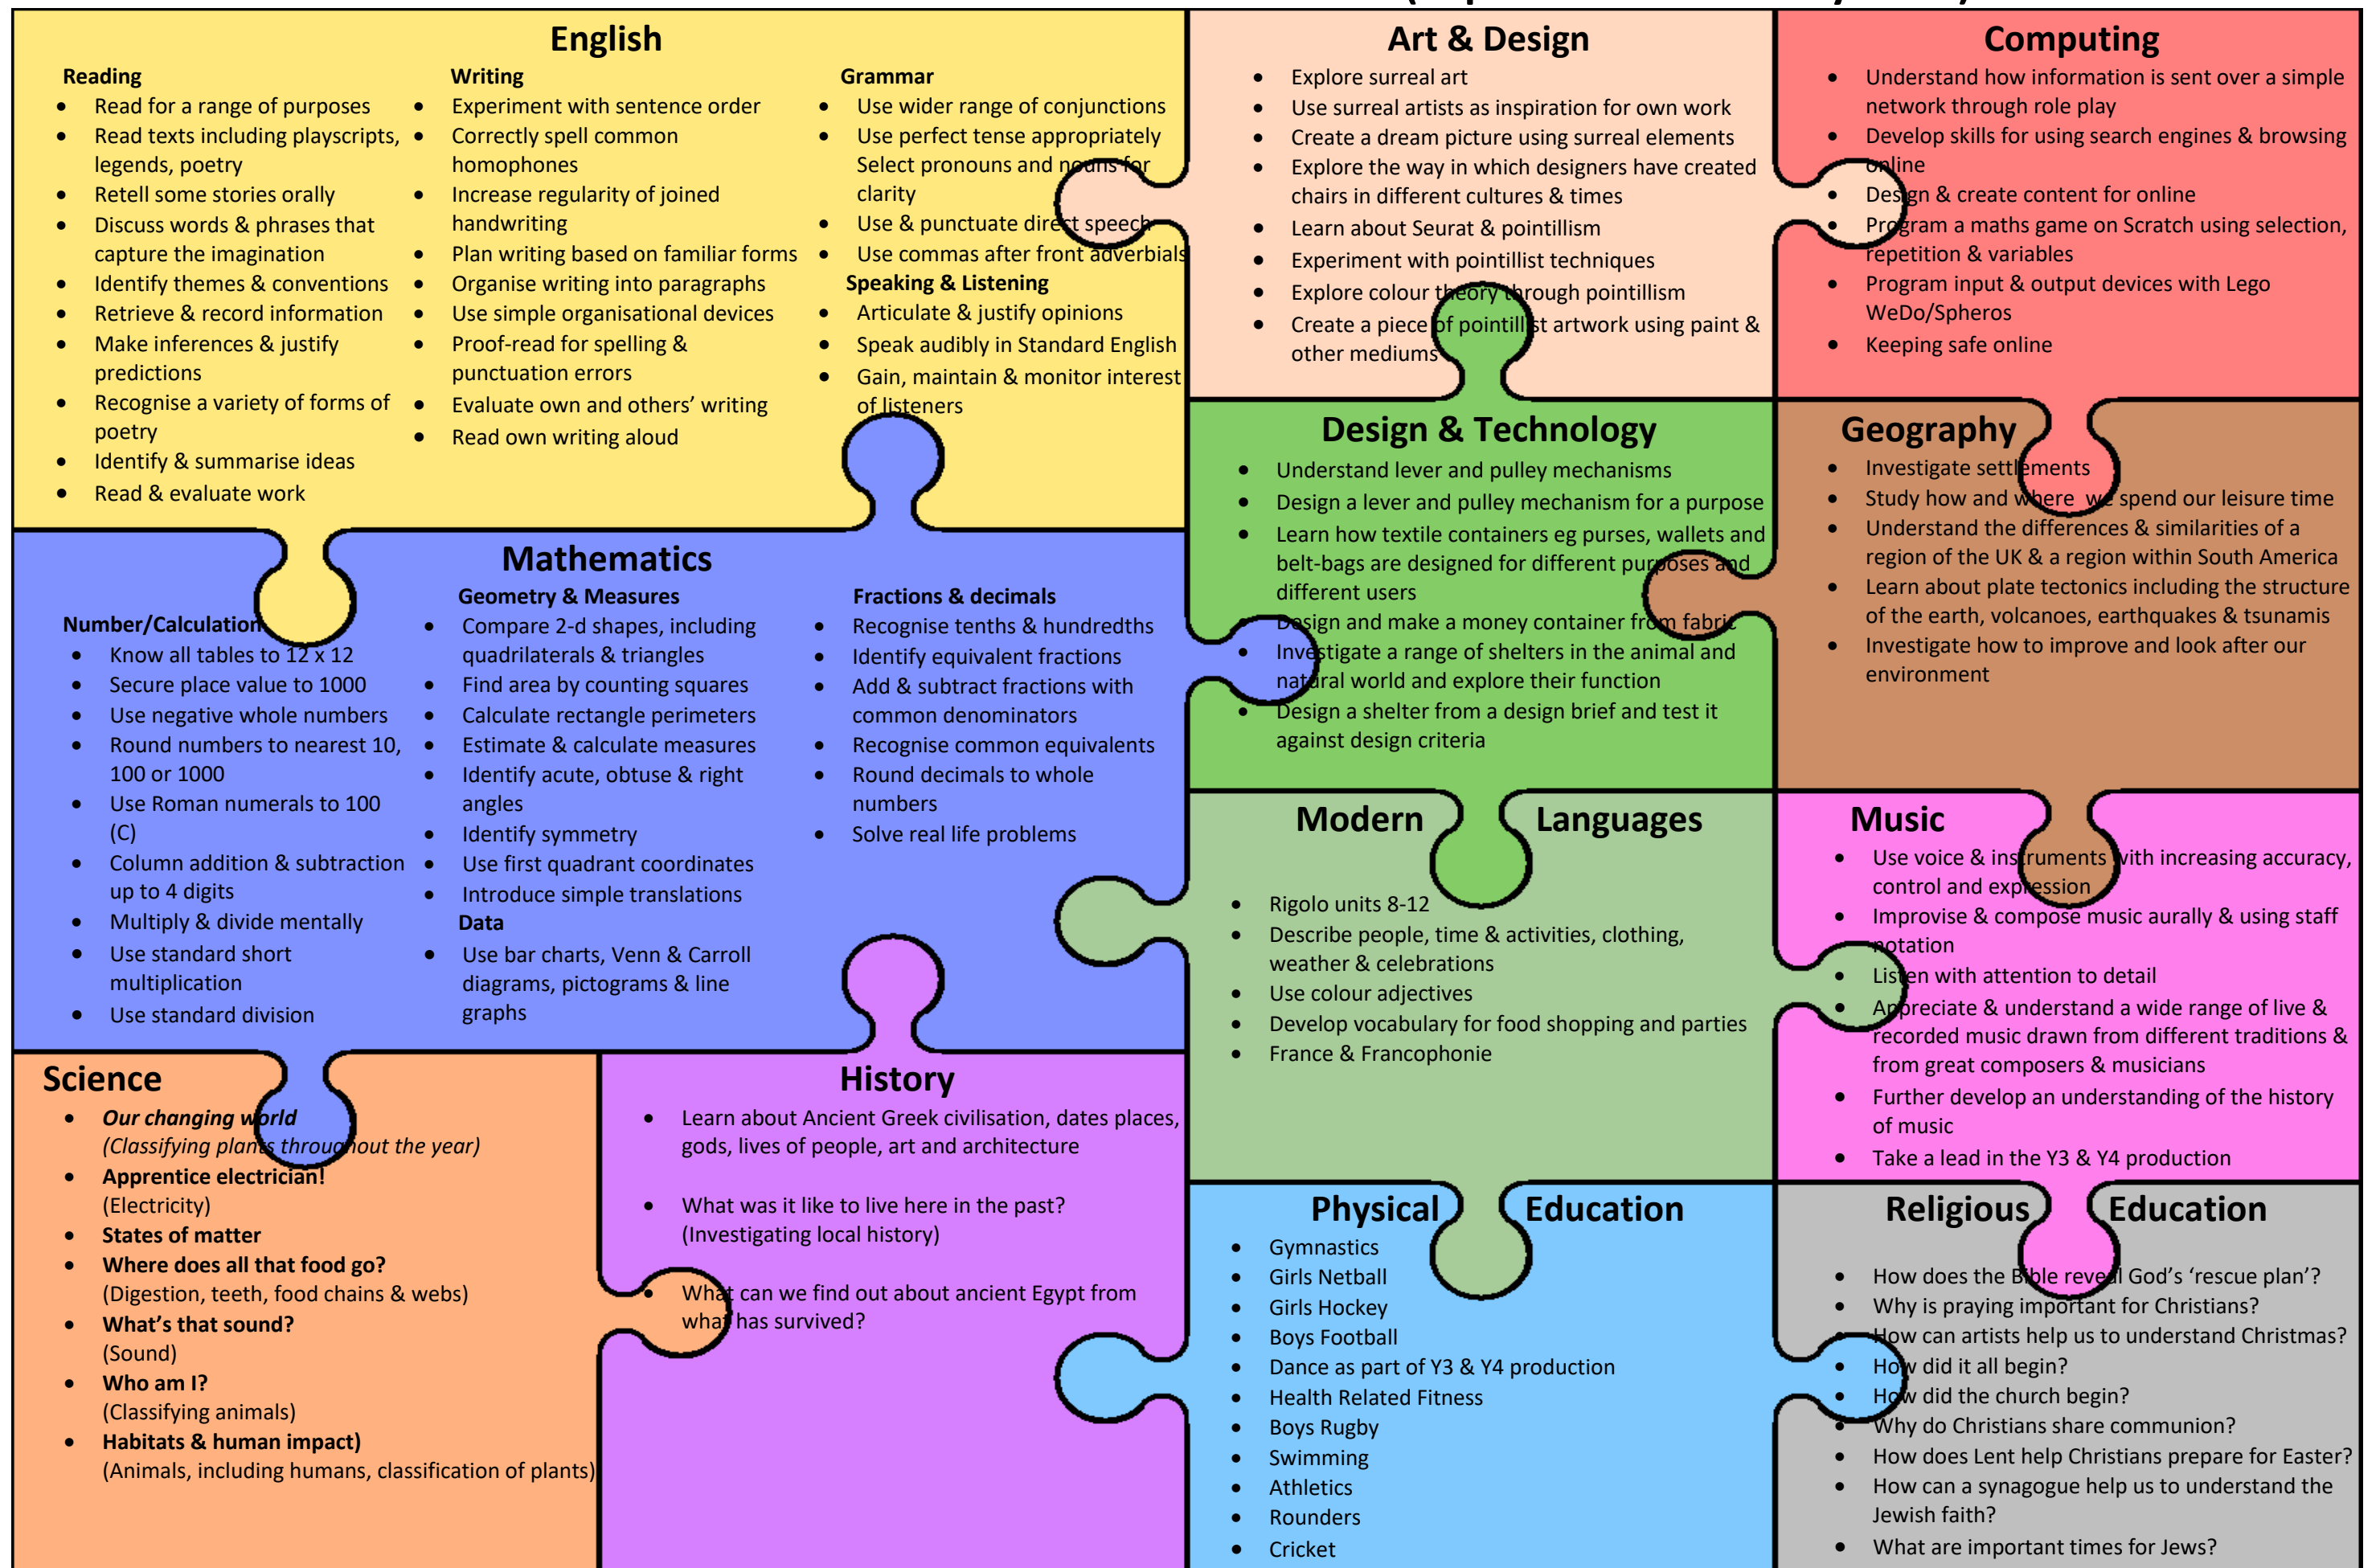 English
Reading
• Read for a range of purposes
• Read texts including playscripts,
legends, poetry
• Retell some stories orally
• Discuss words & phrases that
capture the imagination
• Identify themes & conventions
• Retrieve & record information
• Make inferences & justify
predictions
• Recognise a variety of forms of
poetry
• Identify & summarise ideas
• Read & evaluate work
Writing
• Experiment with sentence order
• Correctly spell common
homophones
• Increase regularity of joined
handwriting
• Plan writing based on familiar forms
• Organise writing into paragraphs
• Use simple organisational devices
• Proof-read for spelling &
punctuation errors
• Evaluate own and others’ writing
• Read own writing aloud
Grammar
• Use wider range of conjunctions
• Use perfect tense appropriately
Select pronouns and nouns for
clarity
• Use & punctuate direct speech
• Use commas after front adverbials
Speaking & Listening
• Articulate & justify opinions
• Speak audibly in Standard English
• Gain, maintain & monitor interest
of listeners
Art & Design
• Explore surreal art
• Use surreal artists as inspiration for own work
• Create a dream picture using surreal elements
• Explore the way in which designers have created
chairs in different cultures & times
• Learn about Seurat & pointillism
• Experiment with pointillist techniques
• Explore colour theory through pointillism
• Create a piece of pointillist artwork using paint &
other mediums
Computing
• Understand how information is sent over a simple
network through role play
• Develop skills for using search engines & browsing
online
• Design & create content for online
• Program a maths game on Scratch using selection,
repetition & variables
• Program input & output devices with Lego
WeDo/Spheros
• Keeping safe online
Design & Technology
• Understand lever and pulley mechanisms
• Design a lever and pulley mechanism for a purpose
• Learn how textile containers eg purses, wallets and
belt-bags are designed for different purposes and
different users
• Design and make a money container from fabric
• Investigate a range of shelters in the animal and
natural world and explore their function
• Design a shelter from a design brief and test it
against design criteria
Geography
• Investigate settlements
• Study how and where we spend our leisure time
• Understand the differences & similarities of a
region of the UK & a region within South America
• Learn about plate tectonics including the structure
of the earth, volcanoes, earthquakes & tsunamis
• Investigate how to improve and look after our
environment
Mathematics
Number/Calculation
• Know all tables to 12 x 12
• Secure place value to 1000
• Use negative whole numbers
• Round numbers to nearest 10,
100 or 1000
• Use Roman numerals to 100
(C)
• Column addition & subtraction
up to 4 digits
• Multiply & divide mentally
• Use standard short
multiplication
• Use standard division
Geometry & Measures
• Compare 2-d shapes, including
quadrilaterals & triangles
• Find area by counting squares
• Calculate rectangle perimeters
• Estimate & calculate measures
• Identify acute, obtuse & right
angles
• Identify symmetry
• Use first quadrant coordinates
• Introduce simple translations
Data
• Use bar charts, Venn & Carroll
diagrams, pictograms & line
graphs
Fractions & decimals
• Recognise tenths & hundredths
• Identify equivalent fractions
• Add & subtract fractions with
common denominators
• Recognise common equivalents
• Round decimals to whole
numbers
• Solve real life problems
Modern Languages
• Rigolo units 8-12
• Describe people, time & activities, clothing,
weather & celebrations
• Use colour adjectives
• Develop vocabulary for food shopping and parties
• France & Francophonie
Music
• Use voice & instruments with increasing accuracy,
control and expression
• Improvise & compose music aurally & using staff
notation
• Listen with attention to detail
• Appreciate & understand a wide range of live &
recorded music drawn from different traditions &
from great composers & musicians
• Further develop an understanding of the history
of music
• Take a lead in the Y3 & Y4 production
Science
• Our changing world
(Classifying plants throughout the year)
• Apprentice electrician!
(Electricity)
• States of matter
• Where does all that food go?
(Digestion, teeth, food chains & webs)
• What’s that sound?
(Sound)
• Who am I?
(Classifying animals)
• Habitats & human impact)
(Animals, including humans, classification of plants)
History
• Learn about Ancient Greek civilisation, dates places,
gods, lives of people, art and architecture
• What was it like to live here in the past?
(Investigating local history)
• What can we find out about ancient Egypt from
what has survived?
Physical Education
• Gymnastics
• Girls Netball
• Girls Hockey
• Boys Football
• Dance as part of Y3 & Y4 production
• Health Related Fitness
• Boys Rugby
• Swimming
• Athletics
• Rounders
• Cricket
Religious Education
• How does the Bible reveal God’s ‘rescue plan’?
• Why is praying important for Christians?
• How can artists help us to understand Christmas?
• How did it all begin?
• How did the church begin?
• Why do Christians share communion?
• How does Lent help Christians prepare for Easter?
• How can a synagogue help us to understand the
Jewish faith?
• What are important times for Jews?